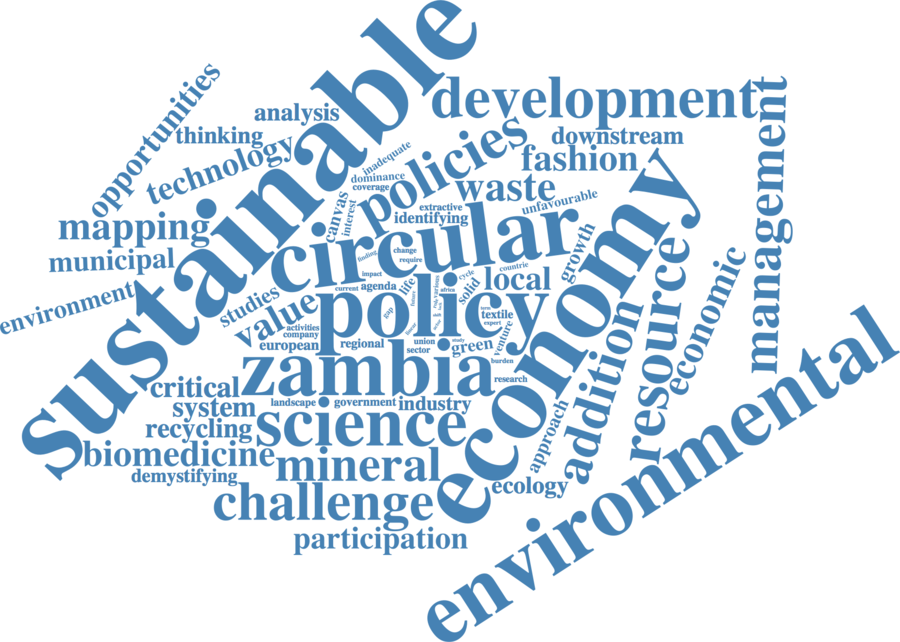 sustainable
development
opportunities
analysis
thinking
technology
inadequate
dominance
coverage
policies
downstream
fashion
waste
management
mapping
municipal
environment
canvas
interest
extractive
identifying
unfavourable
circular
economy
finding
change
require
growth
impact
countrie
cycle
local
solid
studies
value
current
agenda
life
policy
various
africa
future
gap
textile
expert
activities
company
european
regional
union
sector
study
green
venture
burden
resource
economic
addition
zambia
research
critical
system
landscape
government
industry
recycling
science
approach
biomedicine
demystifying
mineral
ecology
challenge
participation
environmental